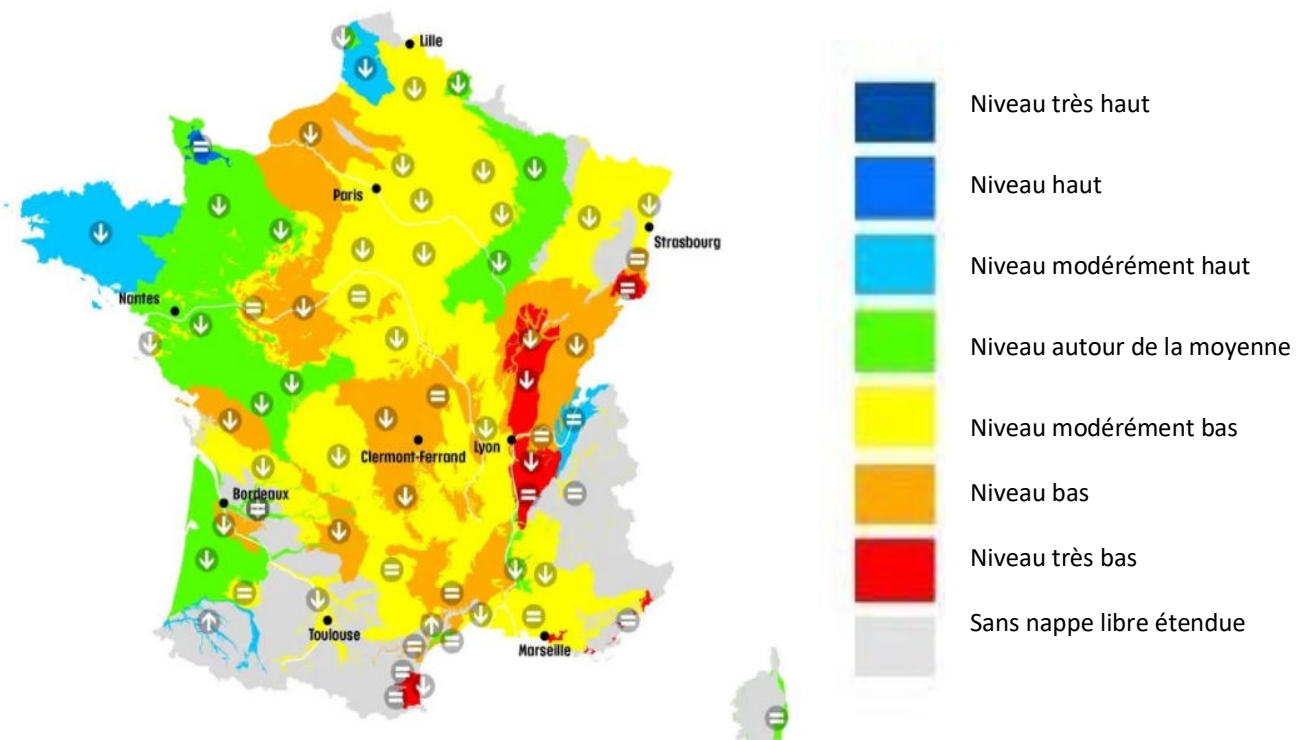 Lille
Paris
Strasbourg
Nantes
Lyon
Clermont-Ferrand
Bordeaux
Toulouse
Marseille
Niveau très haut
Niveau haut
Niveau modérément haut
Niveau autour de la moyenne
Niveau modérément bas
Niveau bas
Niveau très bas
Sans nappe libre étendue